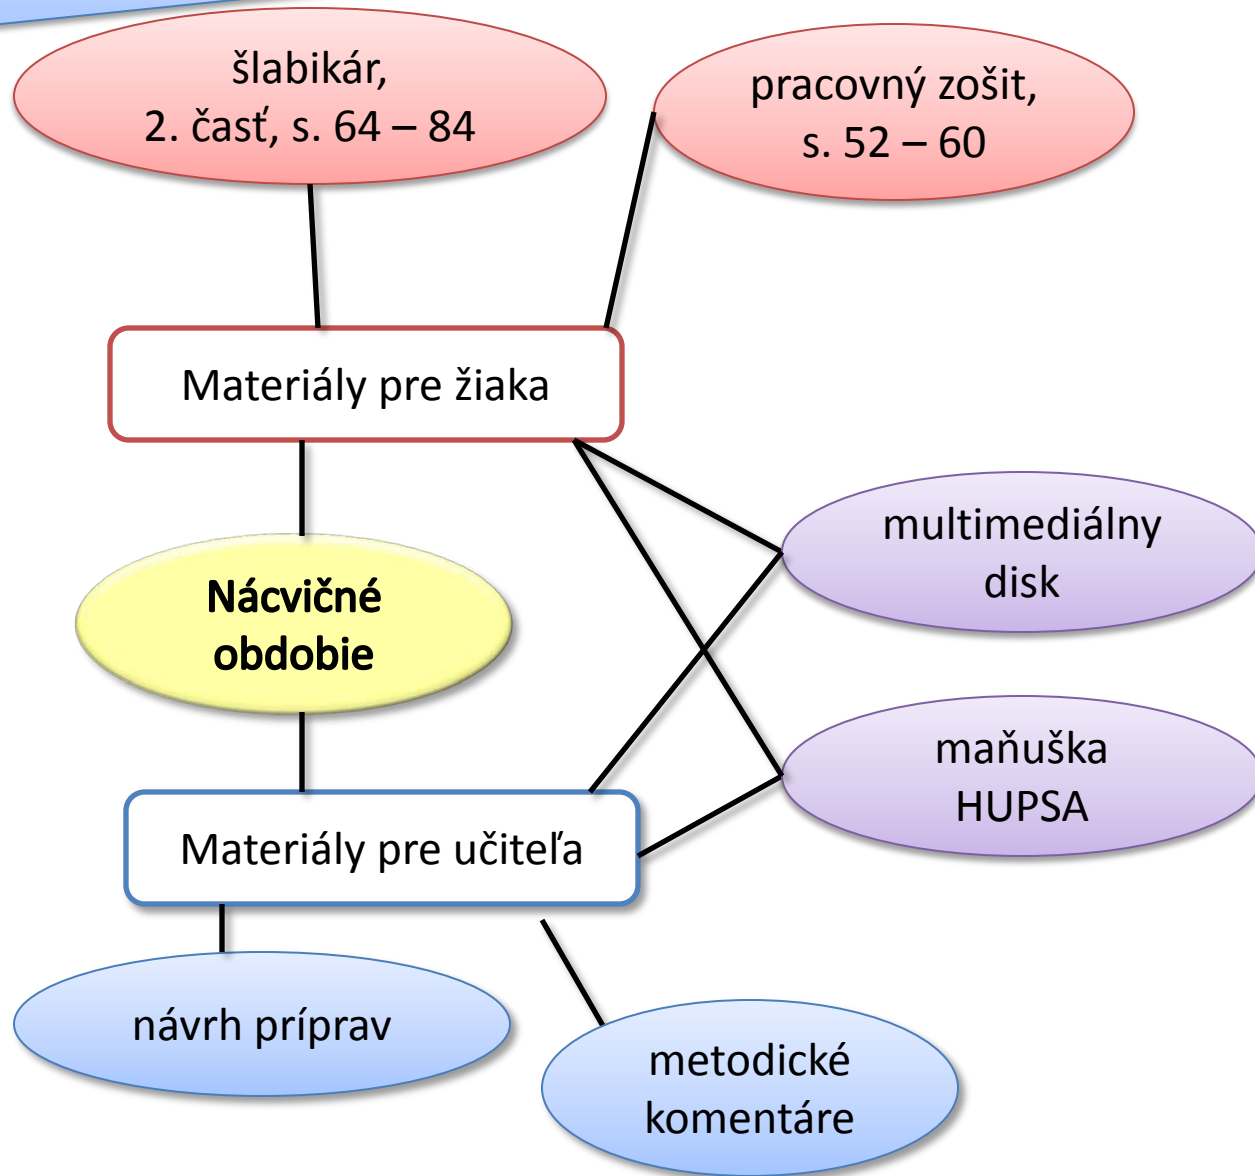 šlabikár,
2. časť, s. 64 – 84
pracovný zošit,
s. 52 – 60
Materiály pre žiaka
multimediálny
disk
Nácvičné
obdobie
maňuška
HUPSA
Materiály pre učiteľa
návrh príprav
metodické
komentáre